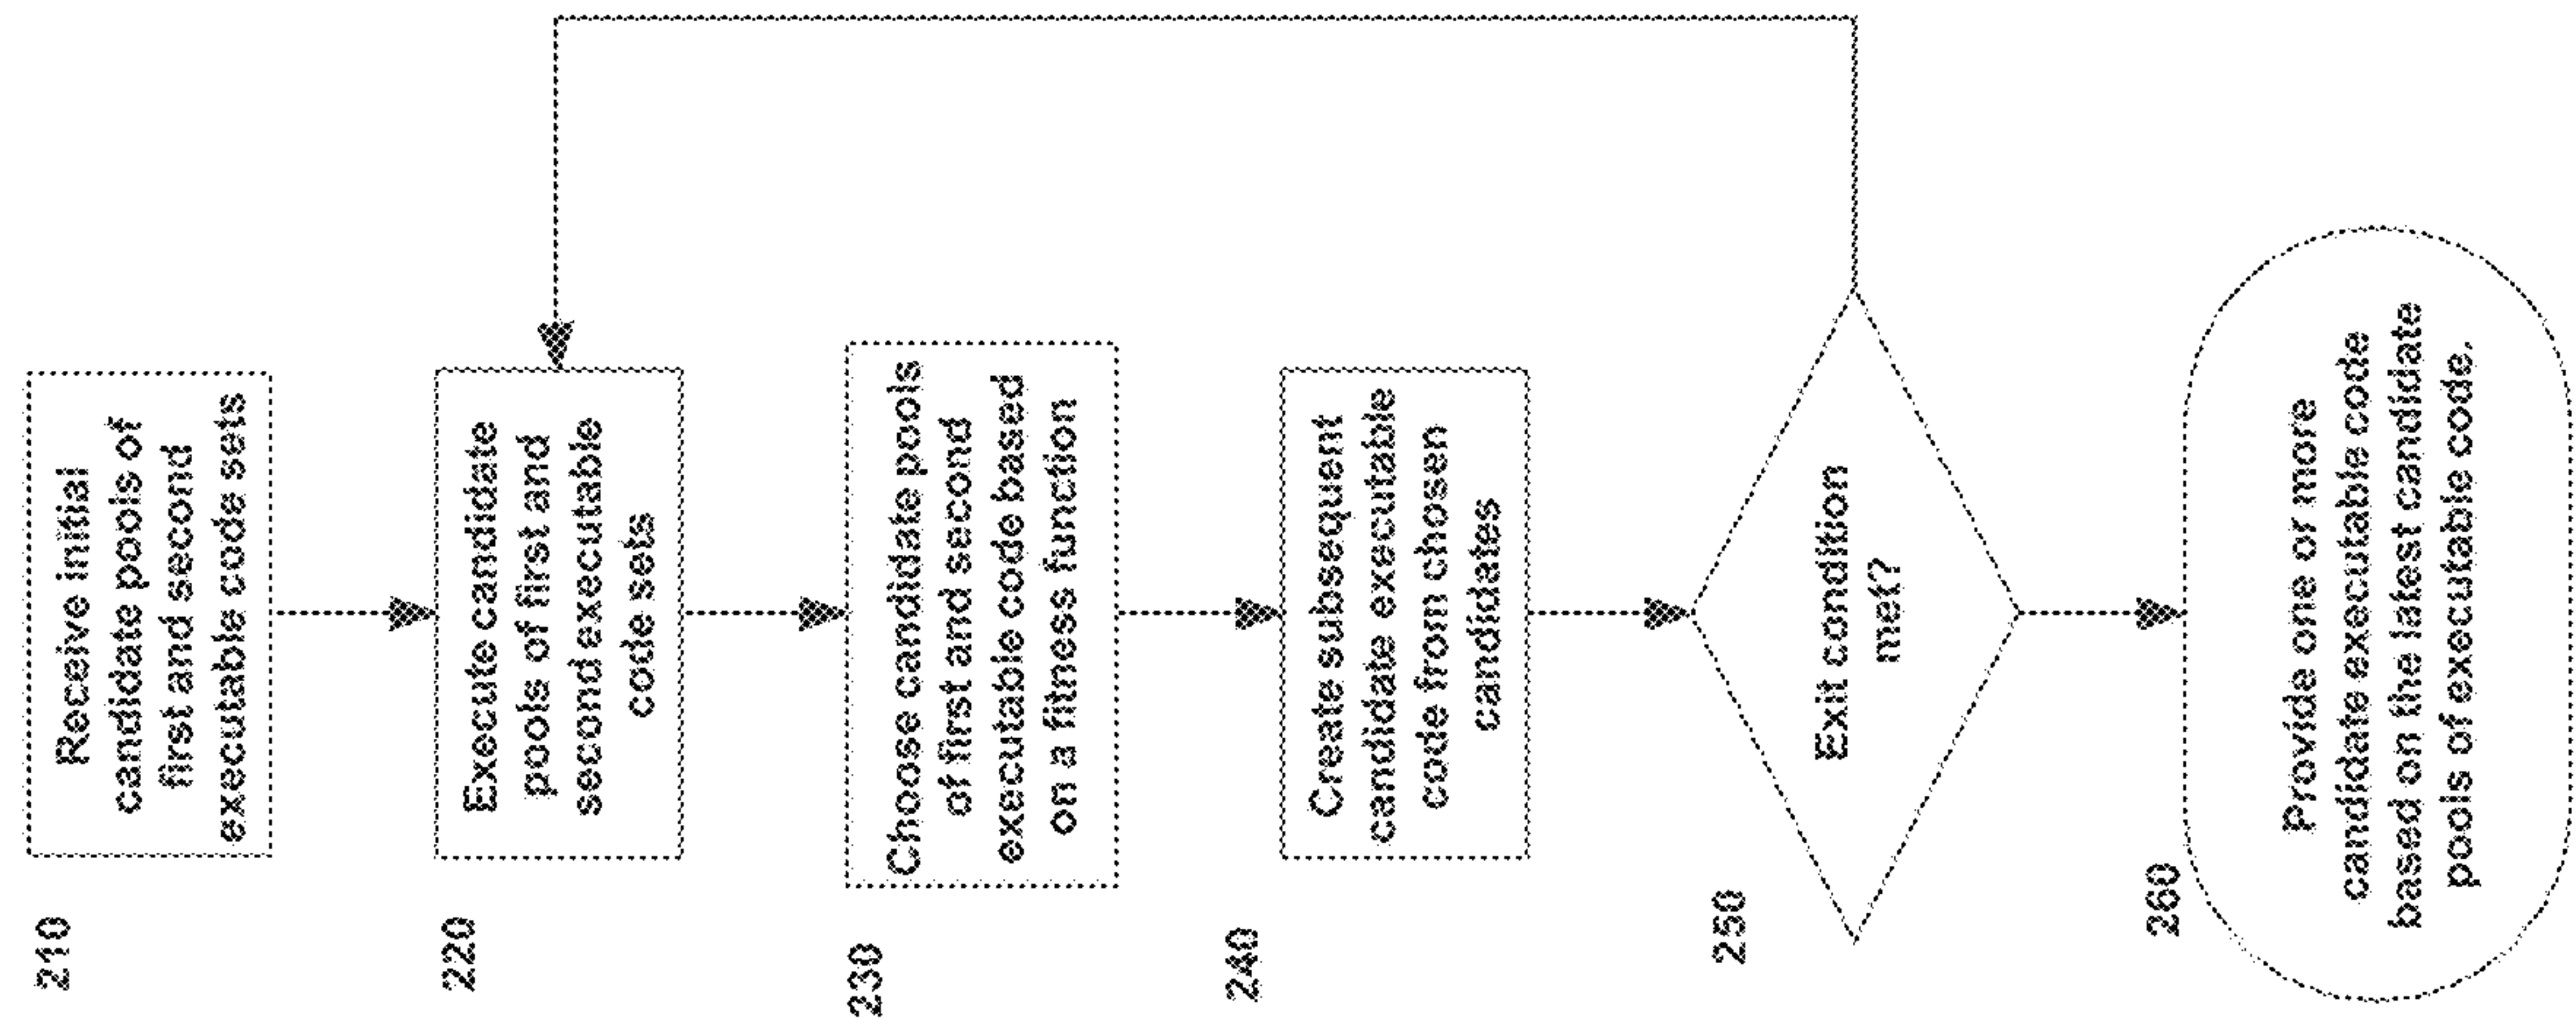 210
Receive initial
candidate pools of
first and second
executable code sets
220
Execute candidate
pools of first and
second executable
code sets
230
Choose candidate pools
of first and second
executable code based
on a fitness function
240
Create subsequent
candidate executable
code from chosen
candidates
250
Exit condition
met?
260
Provide one or more
candidate executable code
based on the latest candidate
pools of executable code.